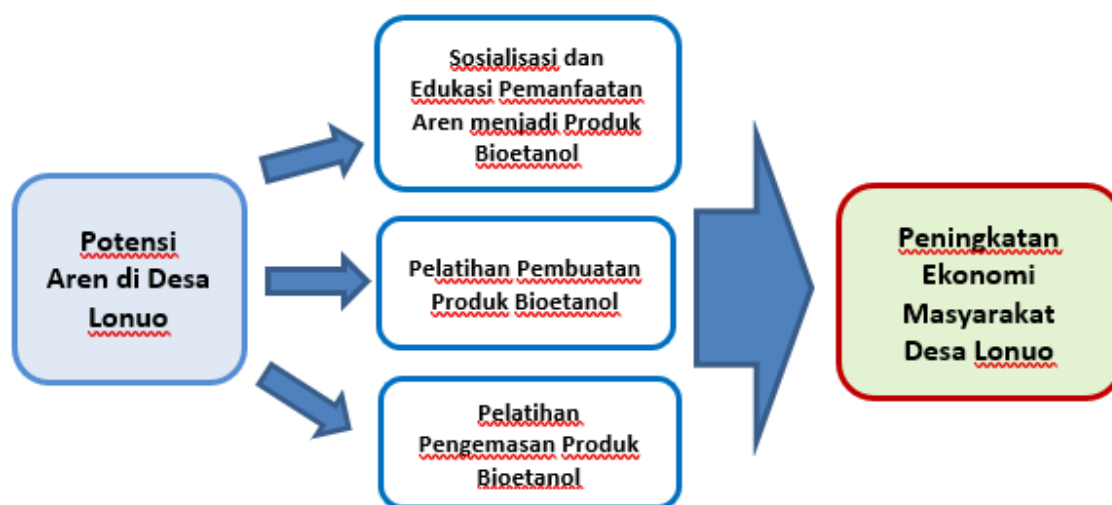 Potensi
Aren di Desa
Lonuo
Sosialisasi dan
Edukasi Pemanfaatan
Aren menjadi Produk
Bioetanol
Pelatihan Pembuatan
Produk Bioetanol
Pelatihan
Pengemasan Produk
Bioetanol
Peningkatan
Ekonomi
Masyarakat
Desa Lonuo